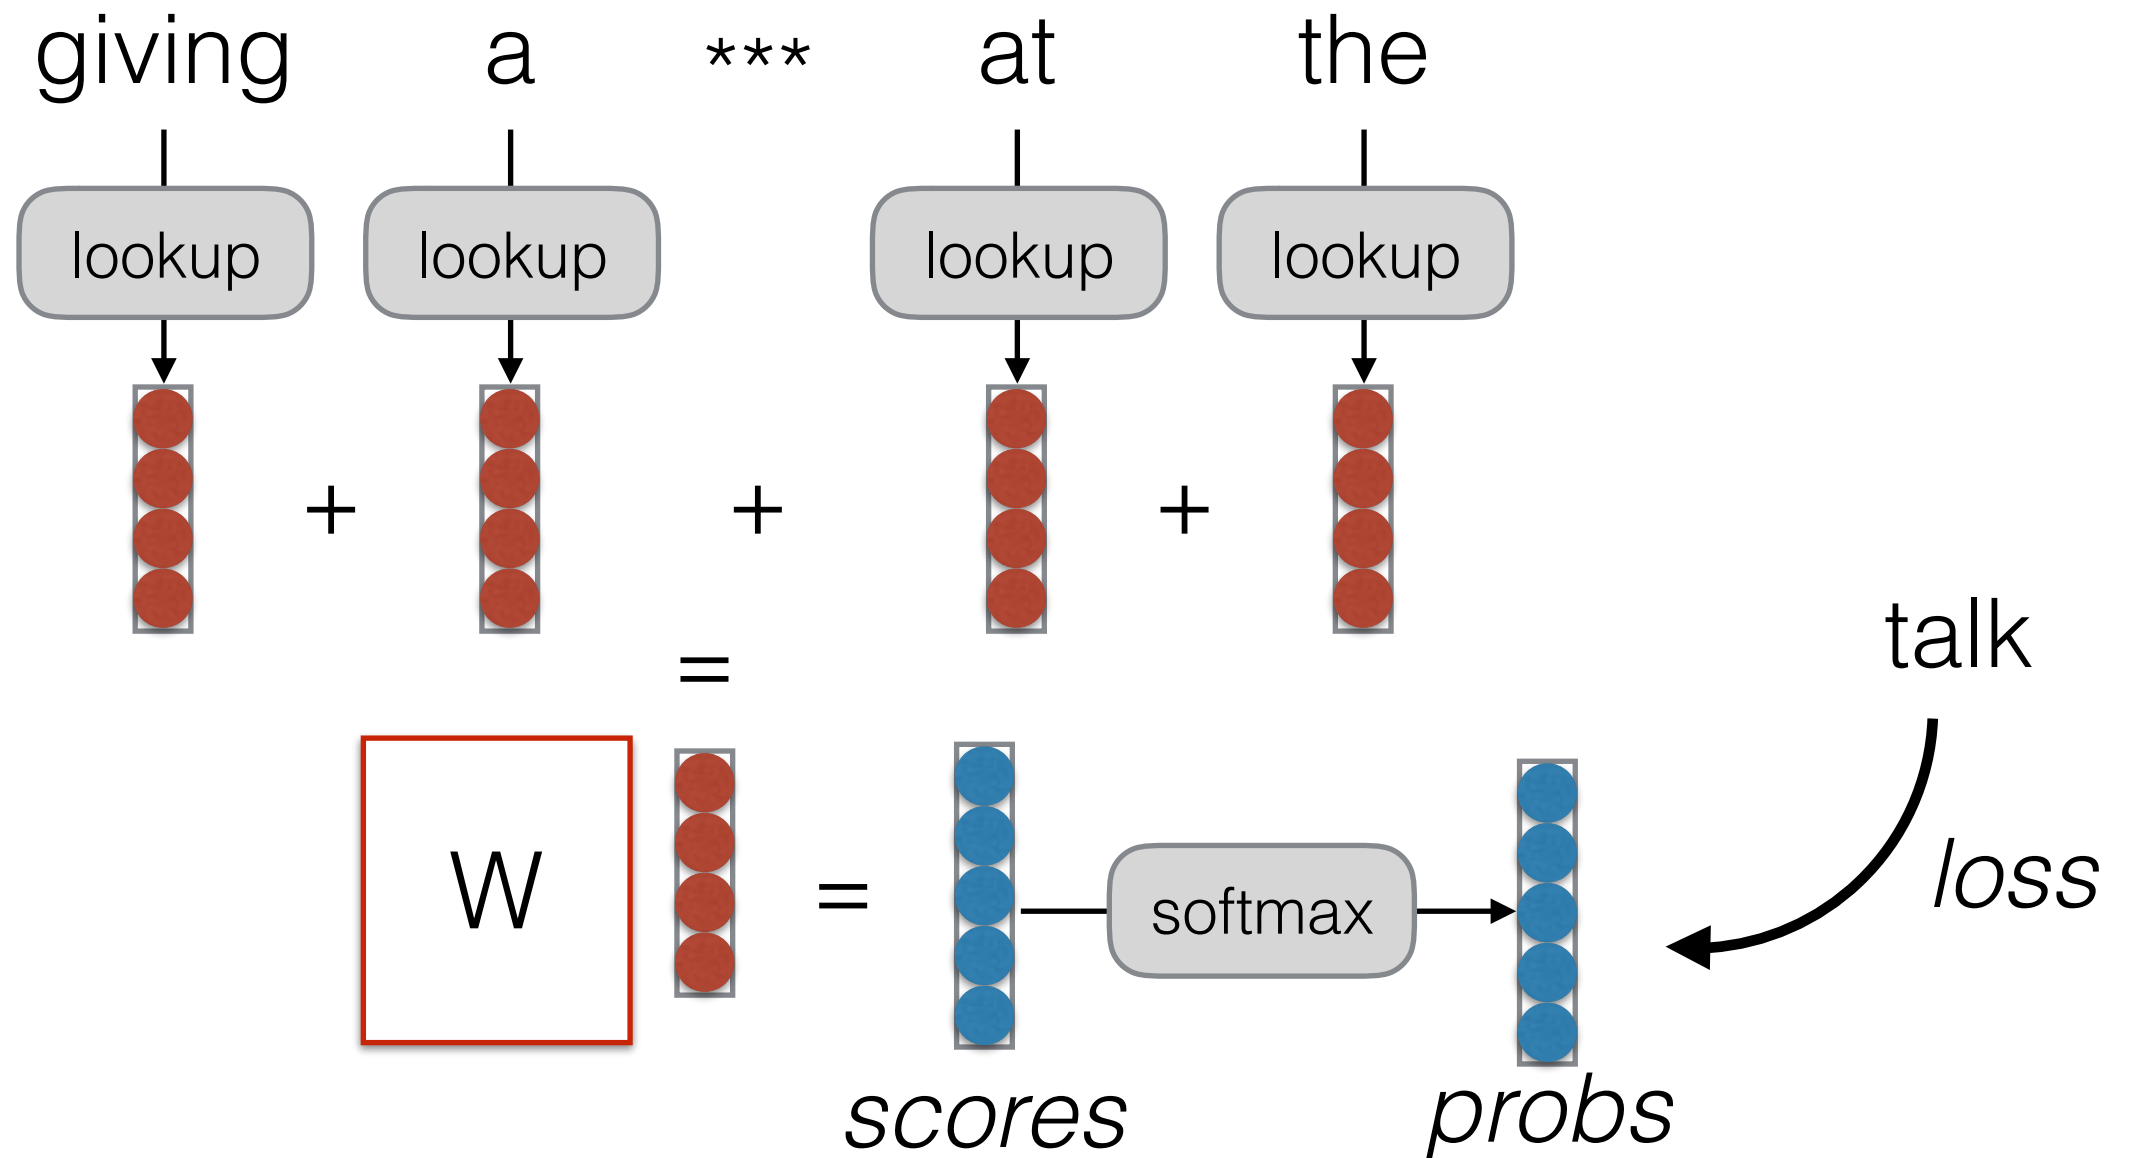 giving a *** at the
lookup lookup lookup lookup
+ + +
=
talk
W = softmax loss
scores probs